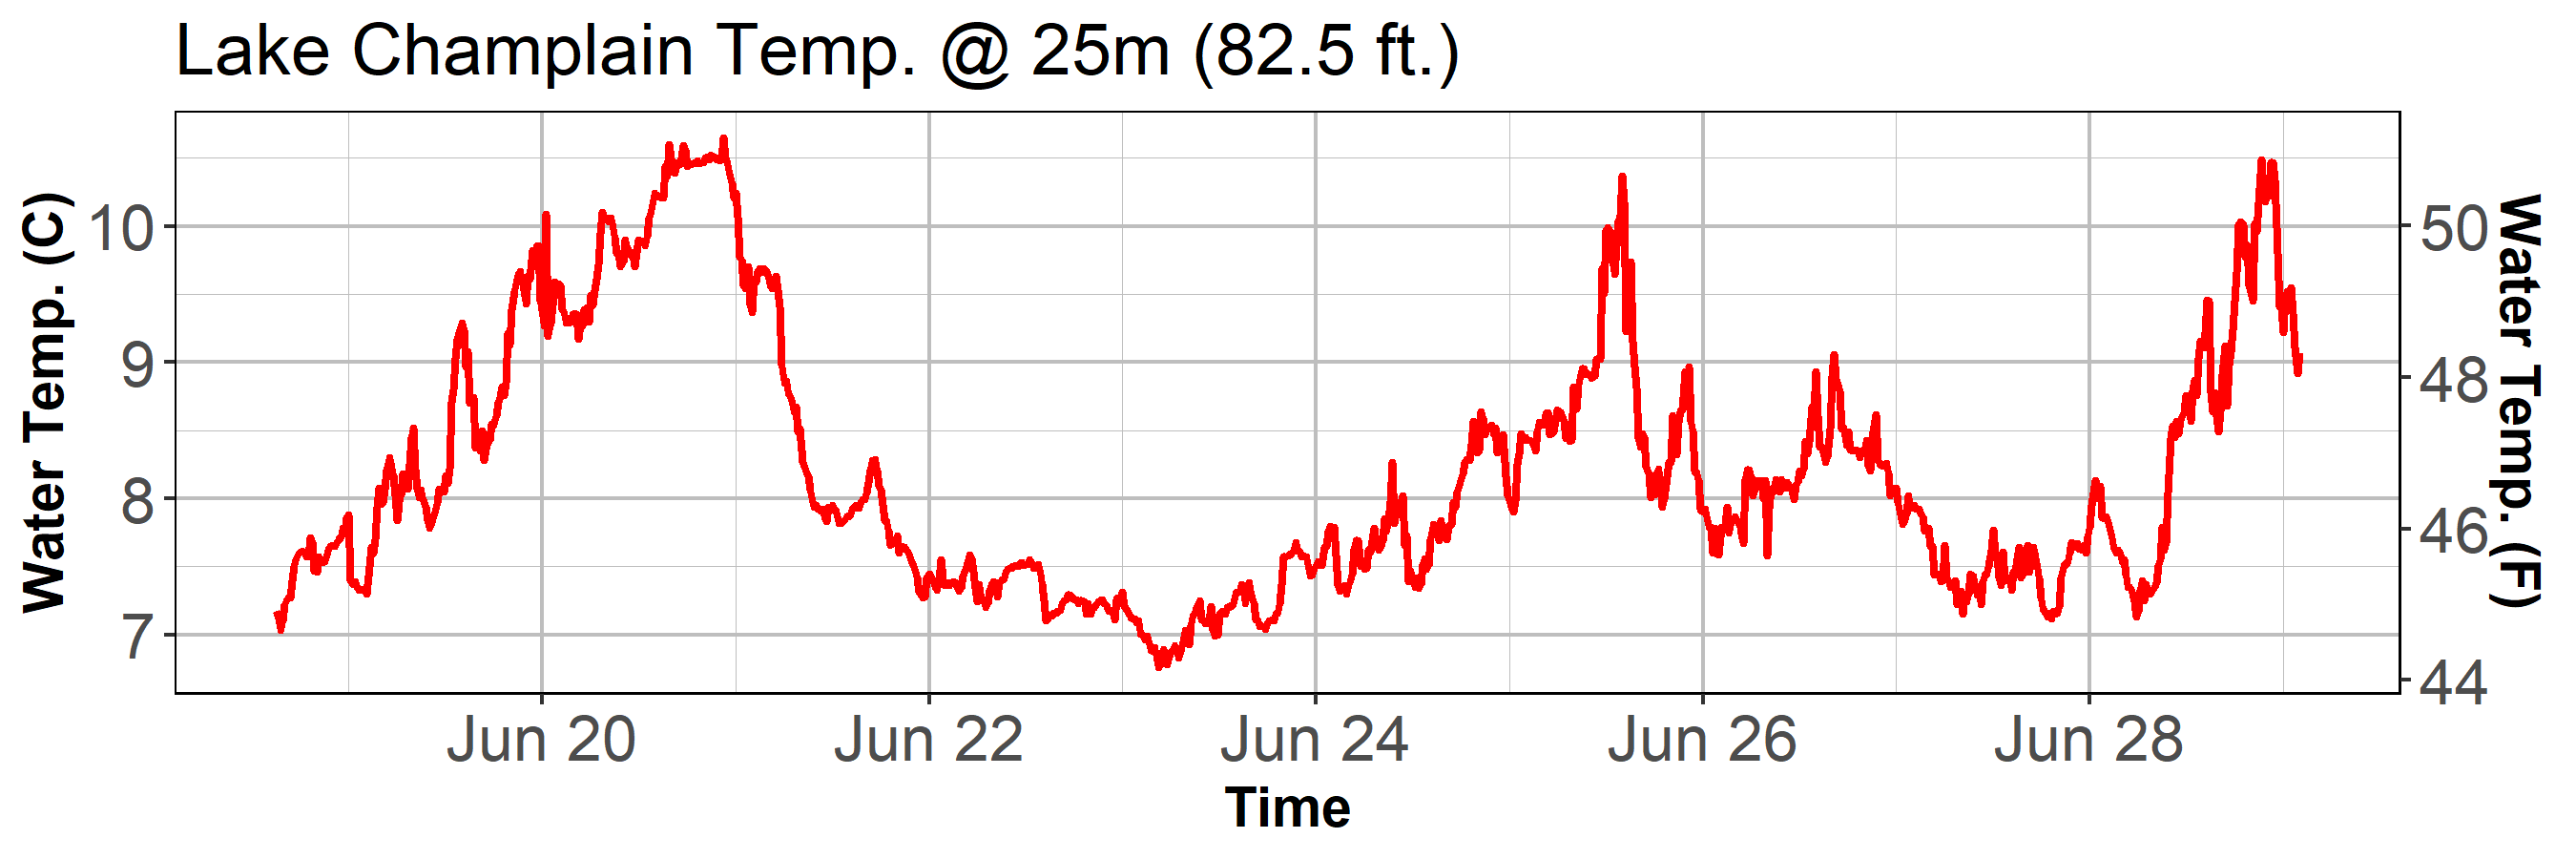 Lake Champlain Temp. @ 25m (82.5 ft.)
Water Temp. (C)
10
9
8
7
50
48
46
44
Water Temp. (F)
Jun 20 Jun 22 Jun 24 Jun 26 Jun 28
Time